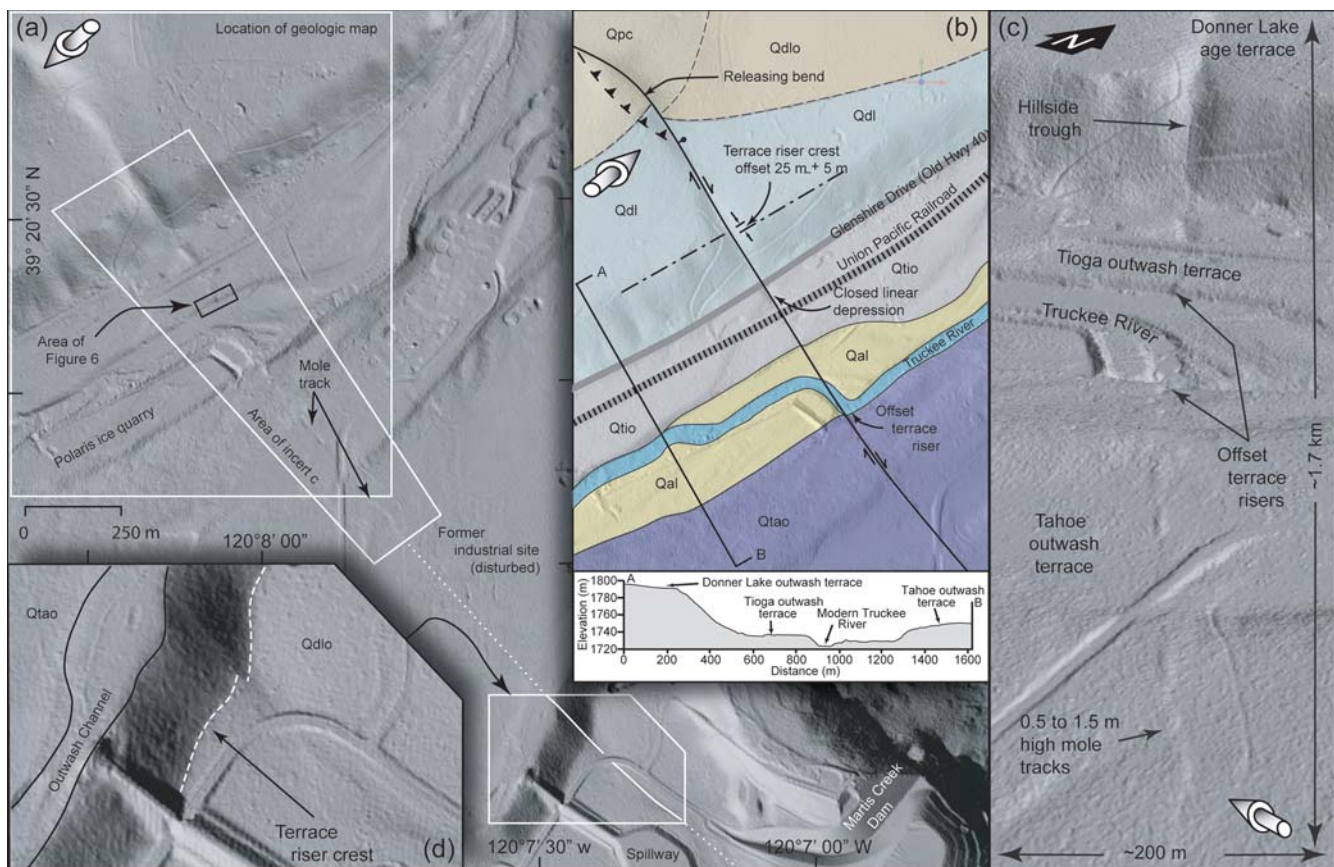 (a)
Location of geologic map
39° 20' 30" N
Area of
Figure 6
Mole
track
Polaris ice quarry
Area of incert c
0
250 m
120°8' 00"
Former
industrial site
(disturbed)
(b)
Qpc
Qdlo
Releasing bend
Qdl
Terrace riser crest
offset 25 m + 5 m
Qdl
Glenshire Drive (Old Hwy 40)
Union Pacific Railroad
A
Qtio
Closed linear
depression
Qal
Truckee River
Qtio
Offset
terrace
riser
Qal
Qtao
B
Elevation (m)
1800
1780
1760
1740
1720
A
Donner Lake outwash terrace
Tioga outwash
terrace
Modern Truckee
River
Tahoe outwash
terrace
B
0
200
400
600
800
1000
1200
1400
1600
Distance (m)
(c)
N
Donner Lake
age terrace
Hillside
trough
Tioga outwash terrace
Truckee River
Offset
terrace
risers
~1.7 km
Tahoe
outwash
terrace
0.5 to 1.5 m
high mole
tracks
~200 m
Qtao
Qdlo
Outwash Channel
Terrace
riser crest
(d)
120°7' 30" w
Spillway
Martis Creek
Dam
120°7' 00" W